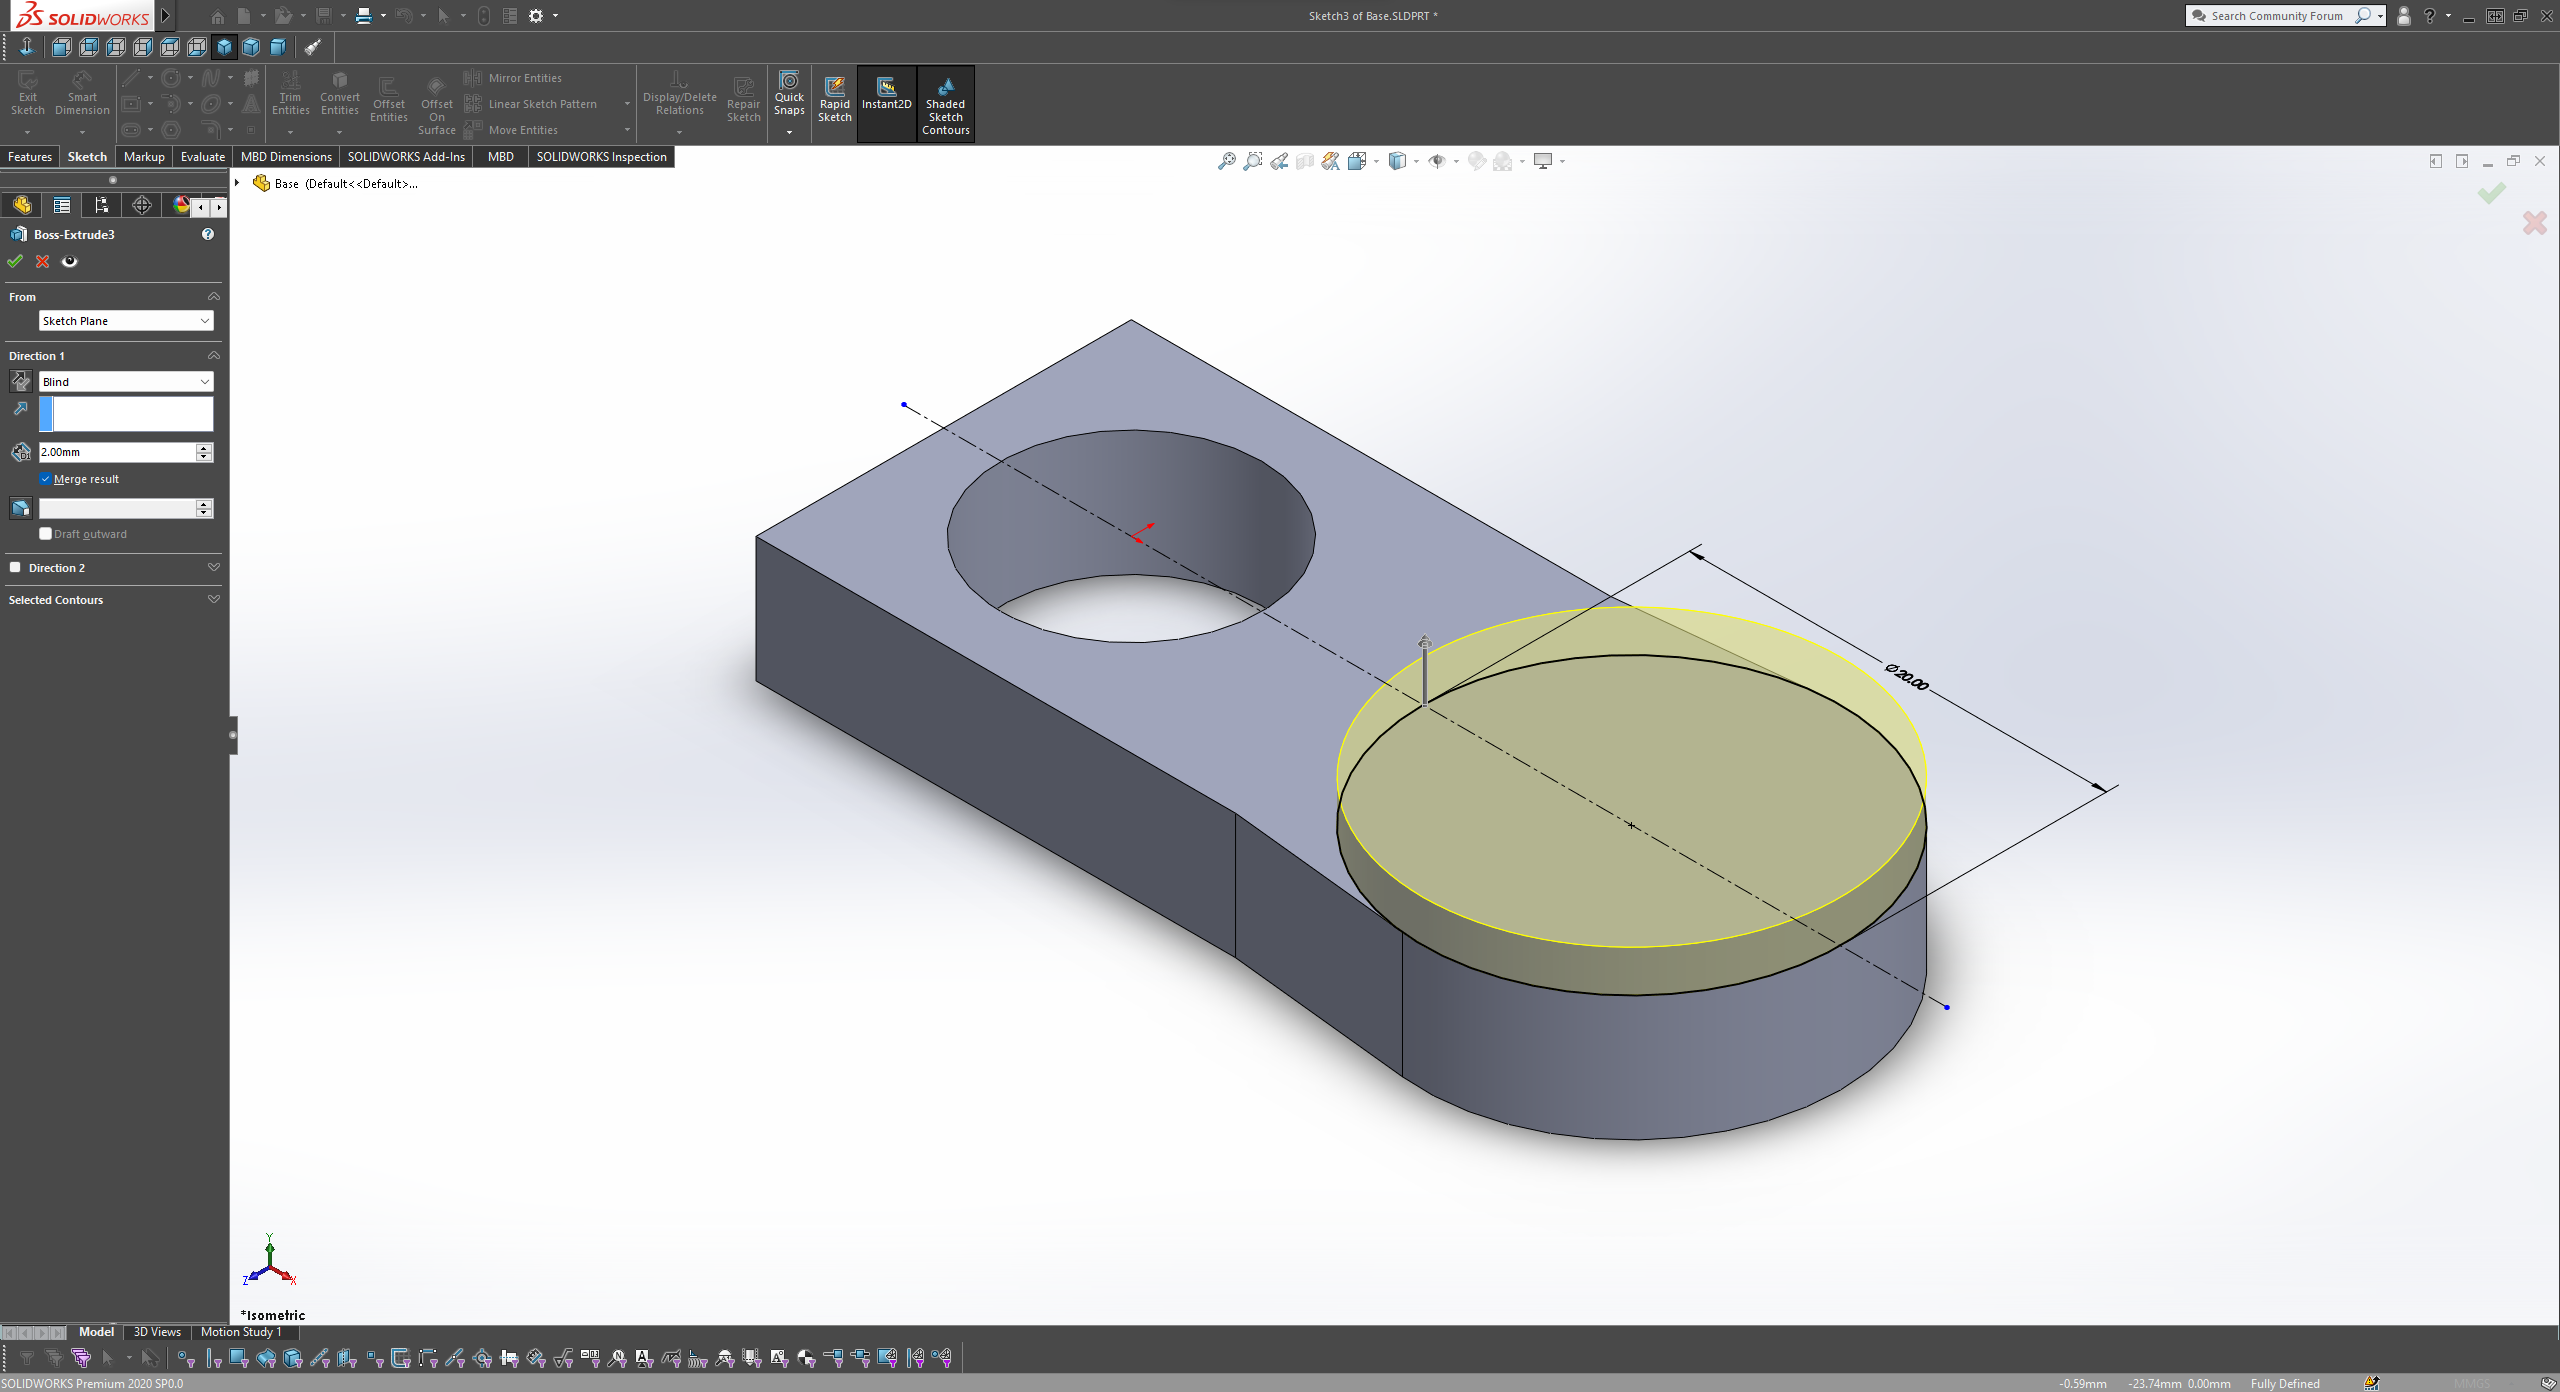 SOLIDWORKS
Sketch3 of Base.SLDPRT *
Search Community Forum
Exit Sketch
Smart Dimension
Trim Entities
Convert Entities
Offset Entities
Offset On Surface
Mirror Entities
Linear Sketch Pattern
Move Entities
Display/Delete Relations
Repair Sketch
Quick Snaps
Rapid Sketch
Instant2D
Shaded Sketch Contours
Features Sketch Markup Evaluate MBD Dimensions SOLIDWORKS Add-Ins MBD SOLIDWORKS Inspection
Base (Default<<Default>...
Boss-Extrude3
From
Sketch Plane
Direction 1
Blind
2.00mm
Merge result
Draft outward
Direction 2
Selected Contours
⌀20.00
Y
Z
X
*Isometric
Model 3D Views Motion Study 1
SOLIDWORKS Premium 2020 SP0.0
-0.59mm -23.74mm 0.00mm Fully Defined MMGS